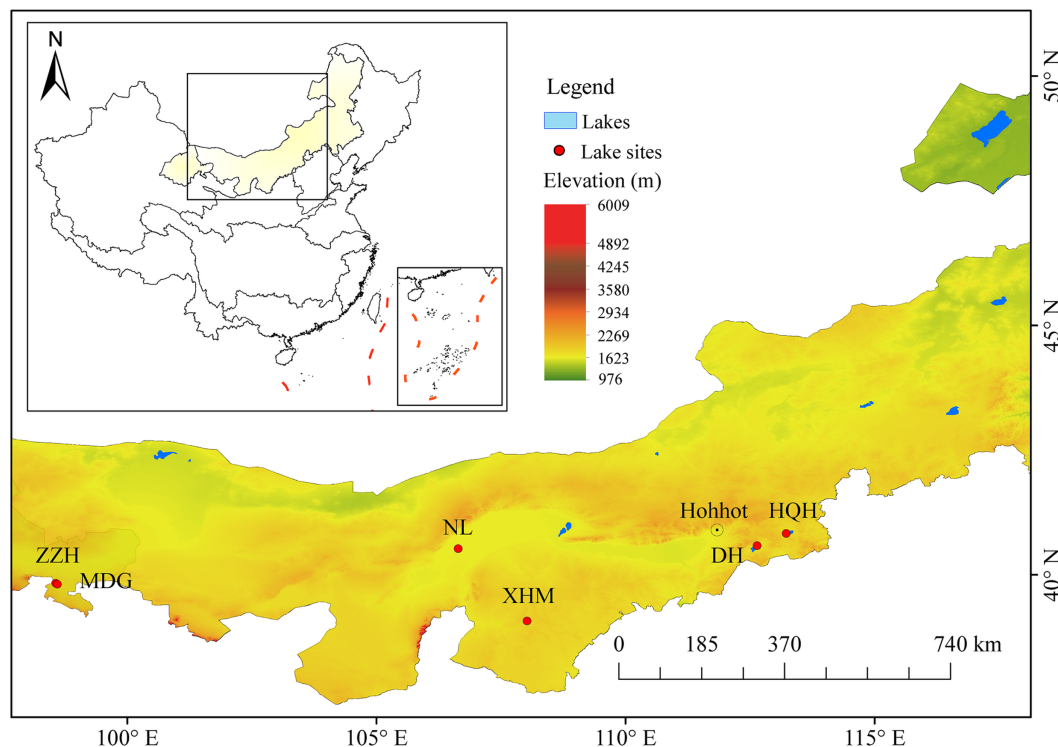 N
Legend
Lakes
Lake sites
Elevation (m)
6009
4892
4245
3580
2934
2269
1623
976
50° N
45° N
40° N
ZZH
MDG
NL
XHM
Hohhot
HQH
DH
0 185 370 740 km
100° E 105° E 110° E 115° E